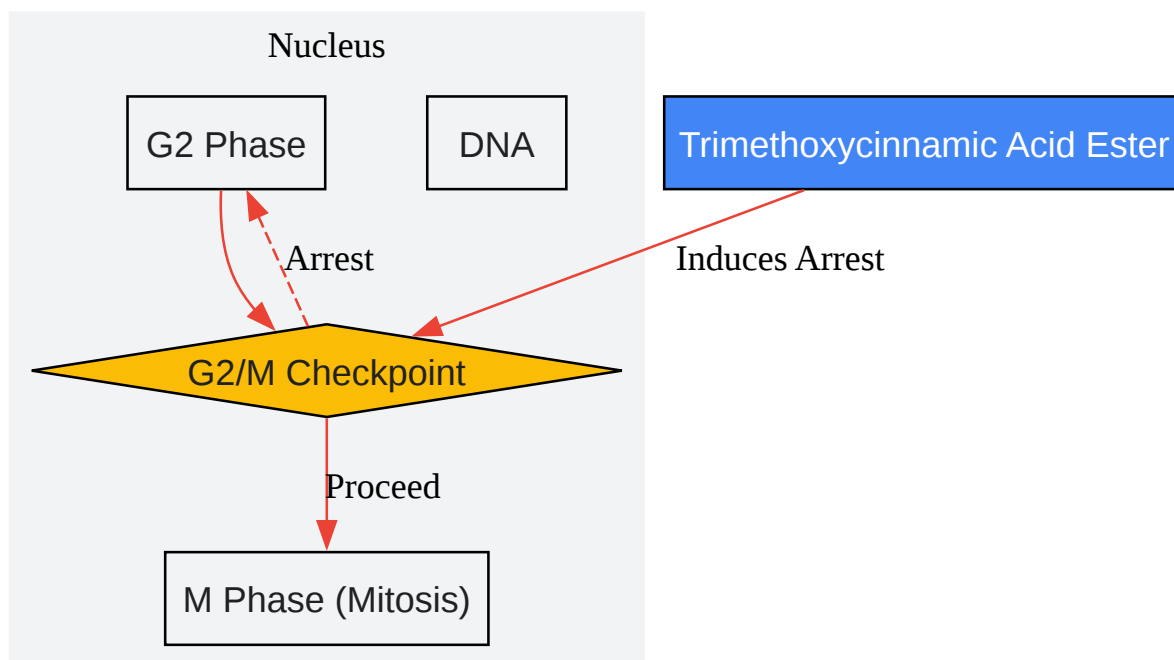 Nucleus
G2 Phase
DNA
Trimethoxycinnamic Acid Ester
Arrest
Induces Arrest
G2/M Checkpoint
Proceed
M Phase (Mitosis)